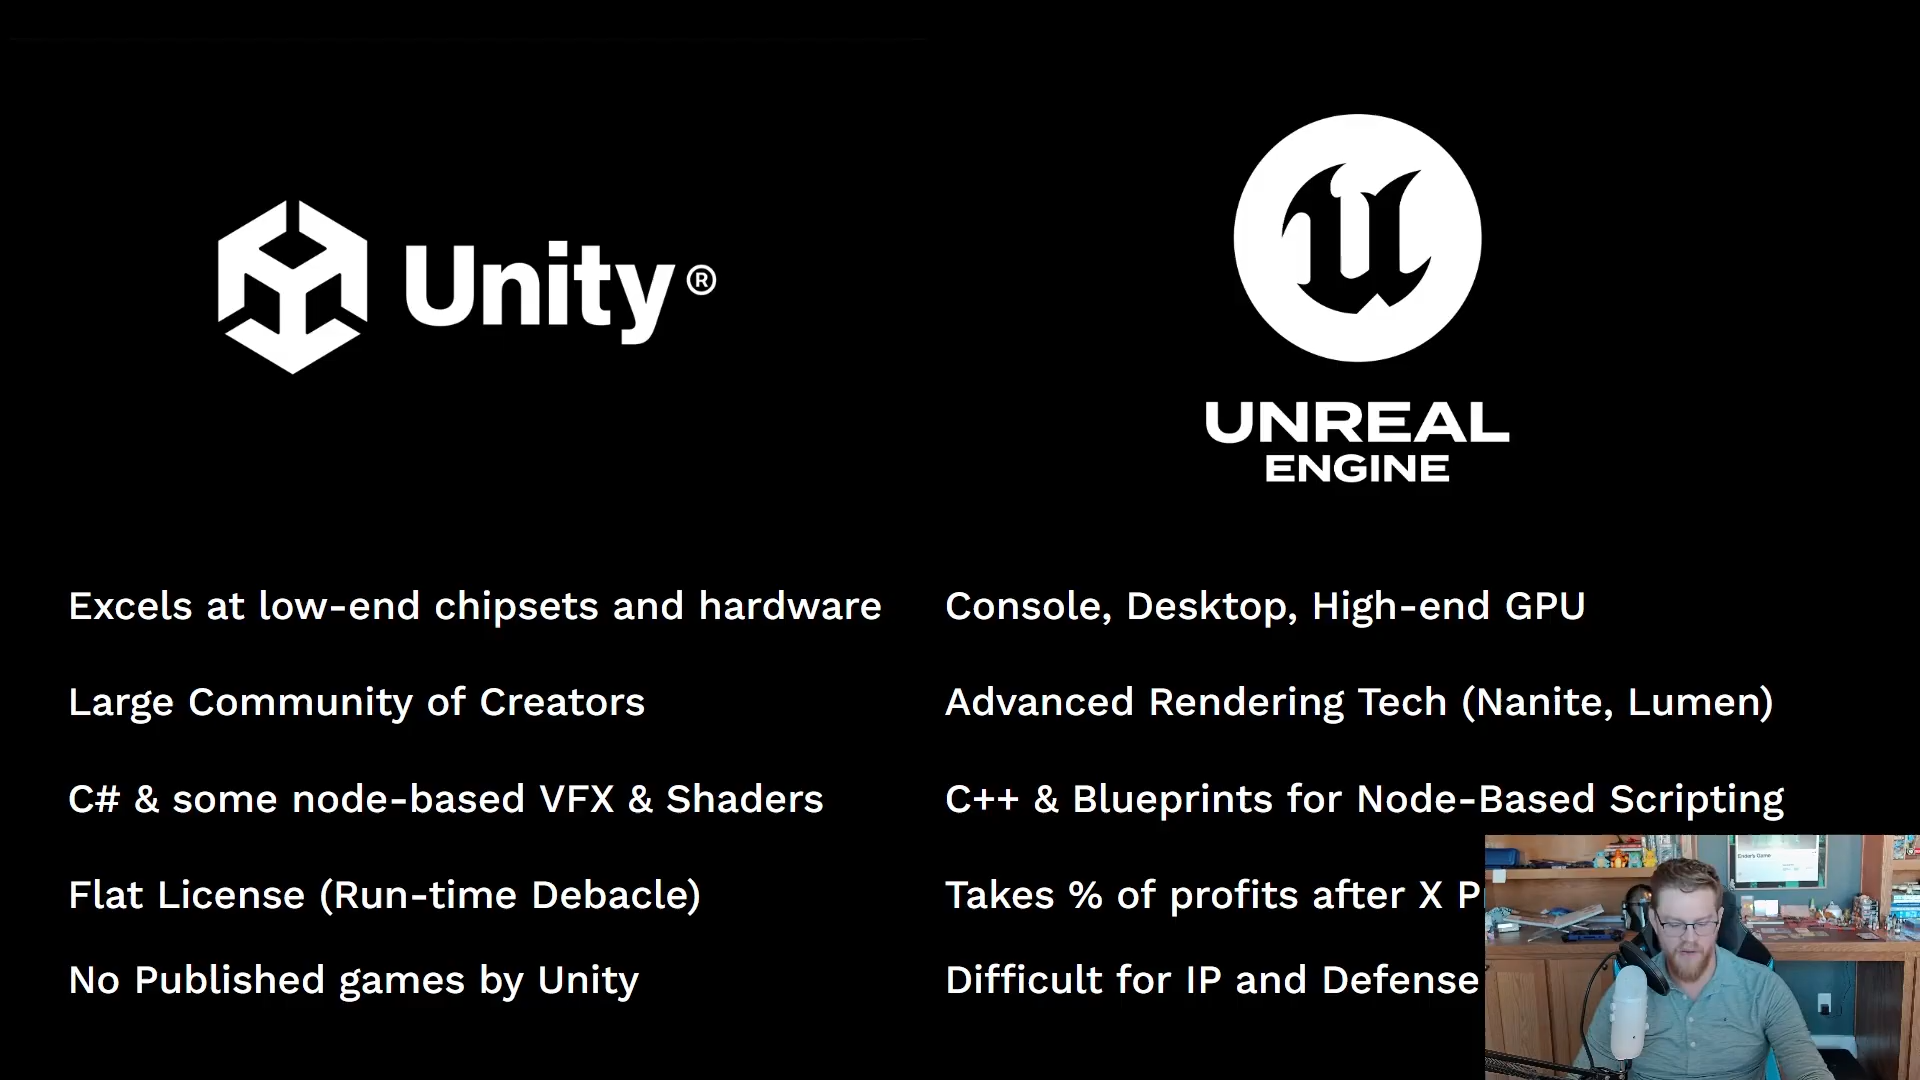 Unity®
UNREAL
ENGINE
Excels at low-end chipsets and hardware
Console, Desktop, High-end GPU
Large Community of Creators
Advanced Rendering Tech (Nanite, Lumen)
C# & some node-based VFX & Shaders
C++ & Blueprints for Node-Based Scripting
Flat License (Run-time Debacle)
Takes % of profits after X P
No Published games by Unity
Difficult for IP and Defense
Ender's Game